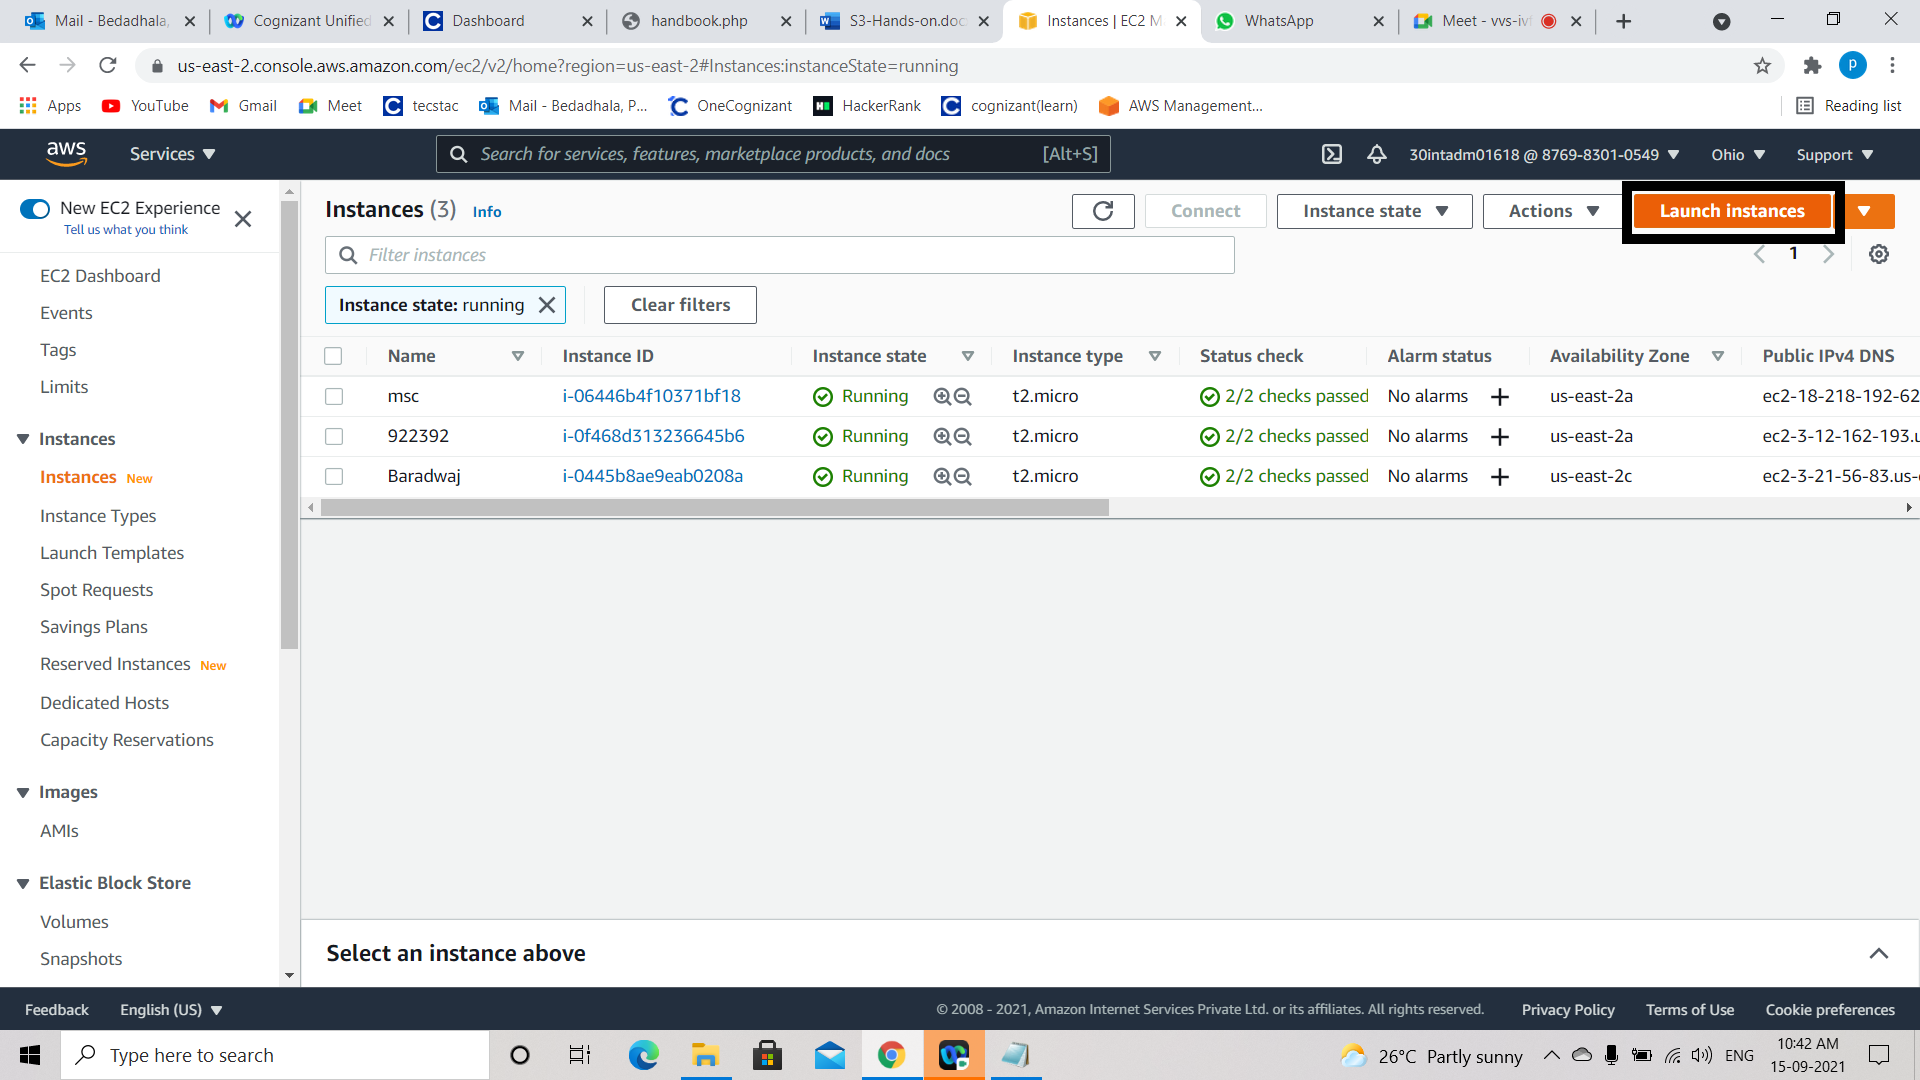 Mail - Bedadhala,
Cognizant Unified
Dashboard
handbook.php
S3-Hands-on.doc
Instances | EC2 M
WhatsApp
Meet - vvs-ivf
us-east-2.console.aws.amazon.com/ec2/v2/home?region=us-east-2#Instances:instanceState=running
p
Apps
YouTube
Gmail
Meet
tecstac
Mail - Bedadhala, P...
OneCognizant
HackerRank
cognizant(learn)
AWS Management...
Reading list
aws
Services
Search for services, features, marketplace products, and docs
[Alt+S]
30intadm01618 @ 8769-8301-0549
Ohio
Support
New EC2 Experience
Tell us what you think
EC2 Dashboard
Events
Tags
Limits
Instances
Instances New
Instance Types
Launch Templates
Spot Requests
Savings Plans
Reserved Instances New
Dedicated Hosts
Capacity Reservations
Images
AMIs
Elastic Block Store
Volumes
Snapshots
Instances (3) Info
Connect
Instance state
Actions
Launch instances
Filter instances
1
Instance state: running
Clear filters
Name Instance ID Instance state Instance type Status check Alarm status Availability Zone Public IPv4 DNS
msc i-06446b4f10371bf18 Running t2.micro 2/2 checks passed No alarms us-east-2a ec2-18-218-192-62
922392 i-0f468d313236645b6 Running t2.micro 2/2 checks passed No alarms us-east-2a ec2-3-12-162-193.u
Baradwaj i-0445b8ae9eab0208a Running t2.micro 2/2 checks passed No alarms us-east-2c ec2-3-21-56-83.us-
Select an instance above
Feedback
English (US)
© 2008 - 2021, Amazon Internet Services Private Ltd. or its affiliates. All rights reserved.
Privacy Policy
Terms of Use
Cookie preferences
Type here to search
26°C Partly sunny
ENG
10:42 AM
15-09-2021